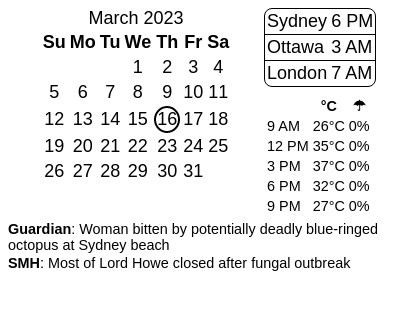 March 2023
Su Mo Tu We Th Fr Sa
1 2 3 4
5 6 7 8 9 10 11
12 13 14 15 16 17 18
19 20 21 22 23 24 25
26 27 28 29 30 31
Sydney 6 PM
Ottawa 3 AM
London 7 AM
°C ☂
9 AM 26°C 0%
12 PM 35°C 0%
3 PM 37°C 0%
6 PM 32°C 0%
9 PM 27°C 0%
Guardian: Woman bitten by potentially deadly blue-ringed
octopus at Sydney beach
SMH: Most of Lord Howe closed after fungal outbreak